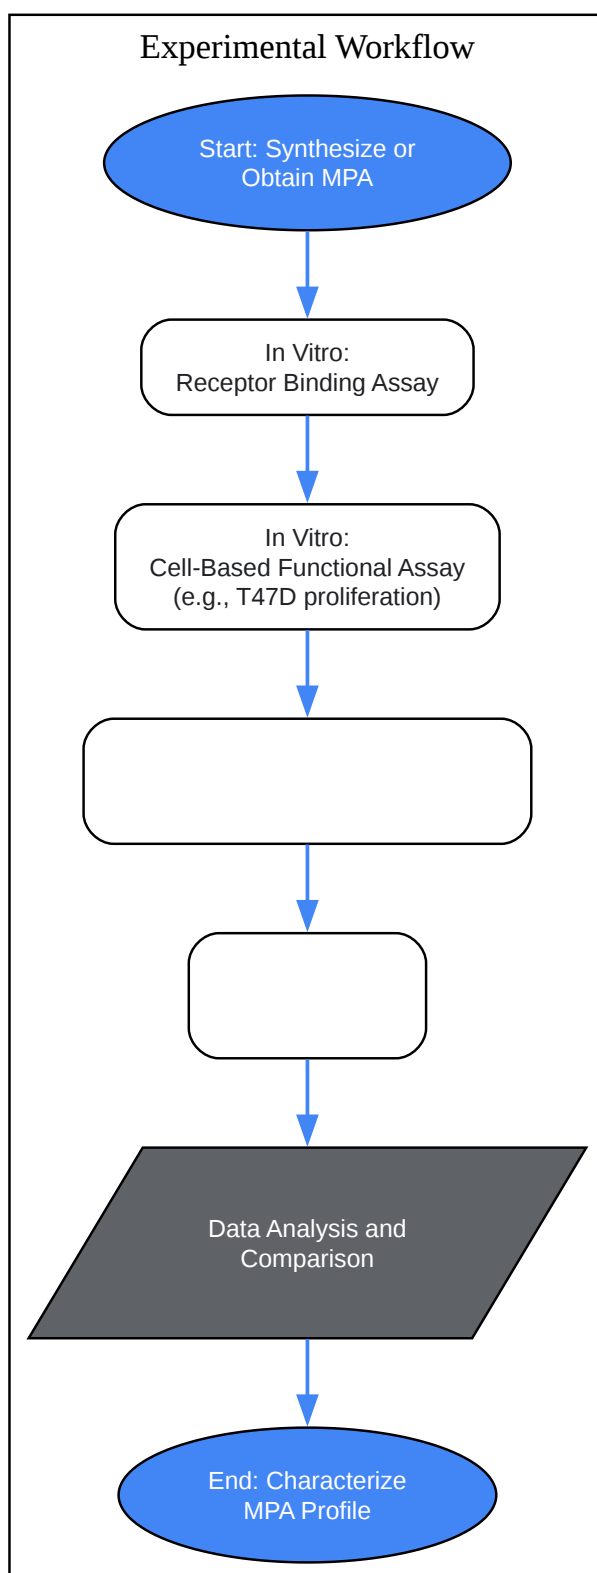 Experimental Workflow
Start: Synthesize or
Obtain MPA
In Vitro:
Receptor Binding Assay
In Vitro:
Cell-Based Functional Assay
(e.g., T47D proliferation)
Data Analysis and
Comparison
End: Characterize
MPA Profile